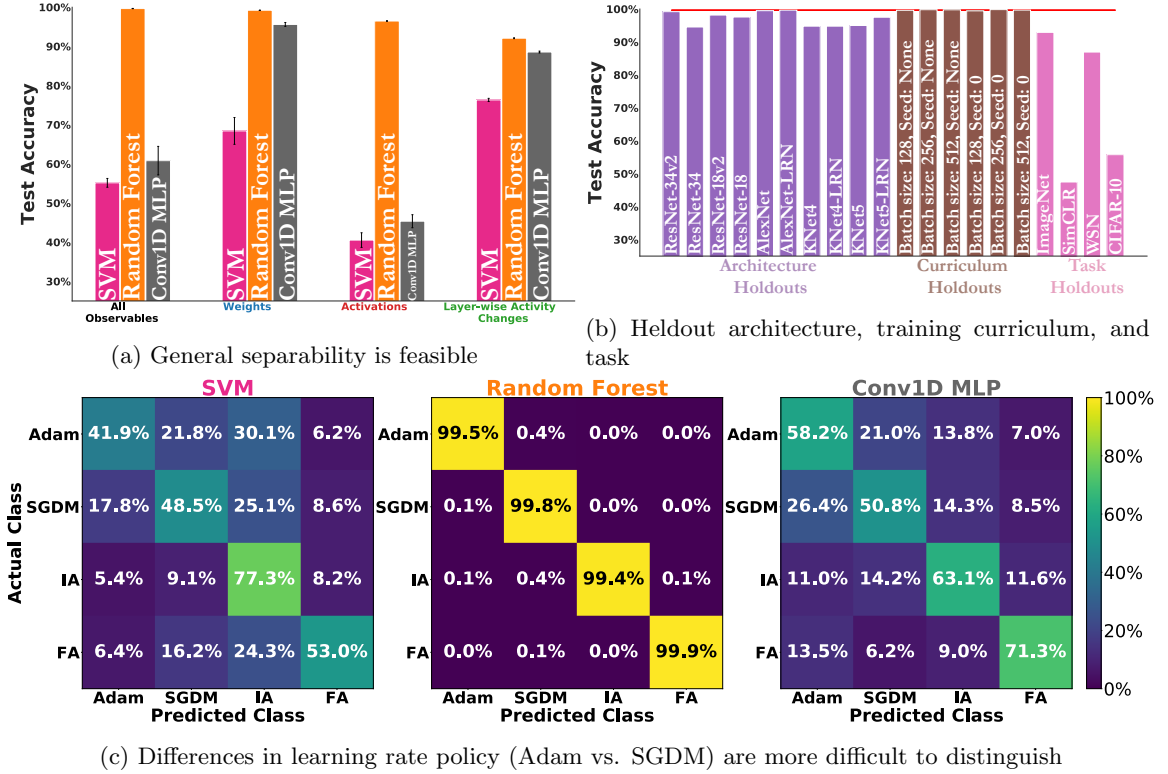 100%
90%
80%
70%
60%
50%
40%
30%
Test Accuracy
SVM
Random Forest
Conv1D MLP
SVM
Random Forest
Conv1D MLP
SVM
Random Forest
Conv1D MLP
SVM
Random Forest
Conv1D MLP
All
Observables
Weights
Activations
Layer-wise Activity
Changes
(a) General separability is feasible
100%
90%
80%
70%
60%
50%
40%
30%
Test Accuracy
ResNet-34v2
ResNet-34
ResNet-18v2
ResNet-18
AlexNet
AlexNet-LRN
KNet4
KNet4-LRN
KNet5
KNet5-LRN
Batch size: 128, Seed: None
Batch size: 256, Seed: None
Batch size: 512, Seed: None
Batch size: 128, Seed: 0
Batch size: 256, Seed: 0
Batch size: 512, Seed: 0
ImageNet
SimCLR
WSN
CIFAR-10
Architecture
Holdouts
Curriculum
Holdouts
Task
Holdouts
(b) Heldout architecture, training curriculum, and
task
SVM
Actual Class
Adam 41.9% 21.8% 30.1% 6.2%
SGDM 17.8% 48.5% 25.1% 8.6%
IA 5.4% 9.1% 77.3% 8.2%
FA 6.4% 16.2% 24.3% 53.0%
Adam SGDM IA FA
Predicted Class
Random Forest
Adam 99.5% 0.4% 0.0% 0.0%
SGDM 0.1% 99.8% 0.0% 0.0%
IA 0.1% 0.4% 99.4% 0.1%
FA 0.0% 0.1% 0.0% 99.9%
Adam SGDM IA FA
Predicted Class
Conv1D MLP
Adam 58.2% 21.0% 13.8% 7.0%
SGDM 26.4% 50.8% 14.3% 8.5%
IA 11.0% 14.2% 63.1% 11.6%
FA 13.5% 6.2% 9.0% 71.3%
Adam SGDM IA FA
Predicted Class
100%
80%
60%
40%
20%
0%
(c) Differences in learning rate policy (Adam vs. SGDM) are more difficult to distinguish